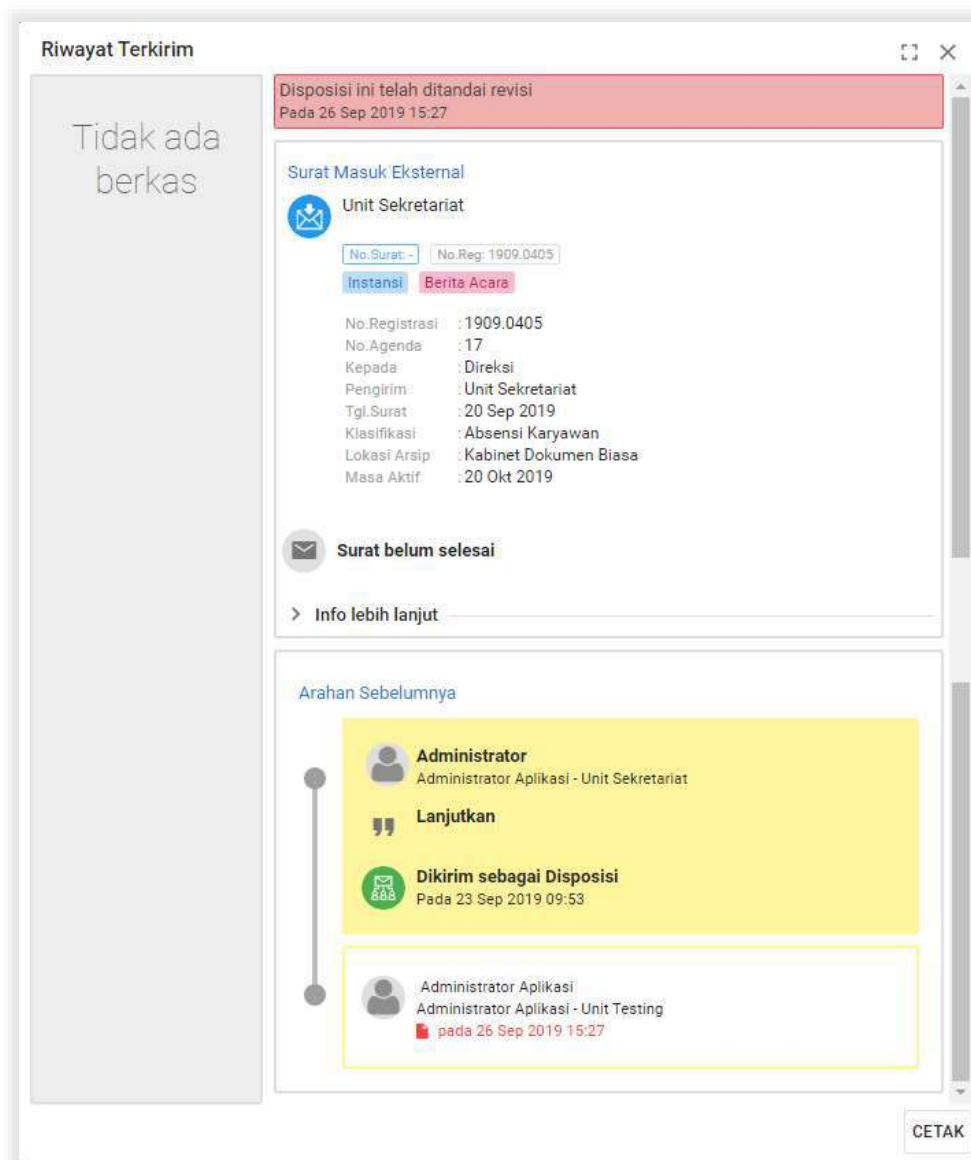 Riwayat Terkirim
Tidak ada
berkas
Disposisi ini telah ditandai revisi
Pada 26 Sep 2019 15:27
Surat Masuk Eksternal
Unit Sekretariat
No.Surat: - No.Reg: 1909.0405
Instansi Berita Acara
No.Registrasi : 1909.0405
No.Agenda : 17
Kepada : Direksi
Pengirim : Unit Sekretariat
Tgl.Surat : 20 Sep 2019
Klasifikasi : Absensi Karyawan
Lokasi Arsip : Kabinet Dokumen Biasa
Masa Aktif : 20 Okt 2019
Surat belum selesai
Info lebih lanjut
Arahan Sebelumnya
Administrator
Administrator Aplikasi - Unit Sekretariat
Lanjutkan
Dikirim sebagai Disposisi
Pada 23 Sep 2019 09:53
Administrator Aplikasi
Administrator Aplikasi - Unit Testing
pada 26 Sep 2019 15:27
CETAK